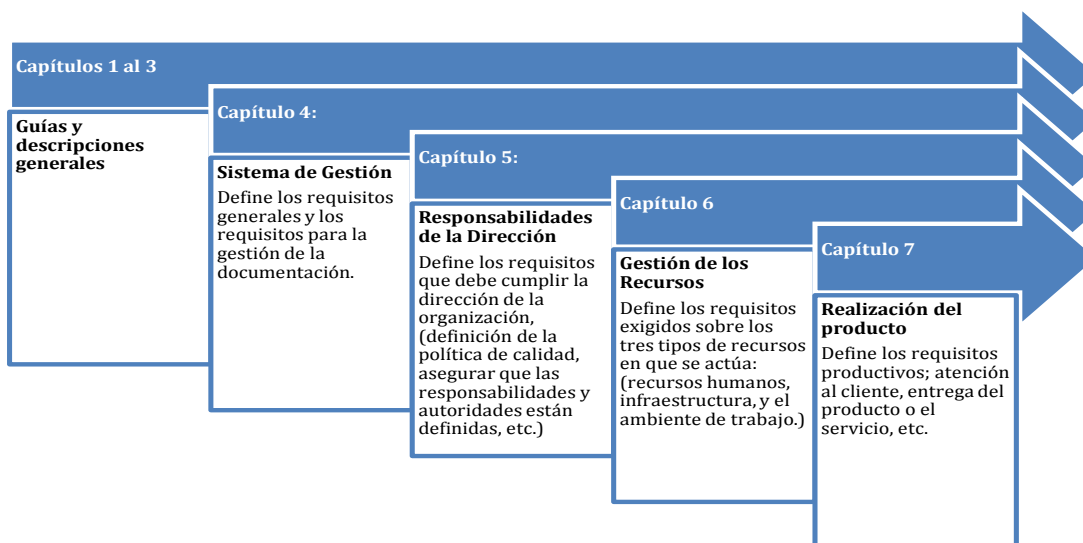 Capítulos 1 al 3
Guías y
descripciones
generales
Capítulo 4:
Sistema de Gestión
Define los requisitos
generales y los
requisitos para la
gestión de la
documentación.
Capítulo 5:
Responsabilidades
de la Dirección
Define los requisitos
que debe cumplir la
dirección de la
organización,
(definición de la
política de calidad,
asegurar que las
responsabilidades y
autoridades están
definidas, etc.)
Capítulo 6
Gestión de los
Recursos
Define los requisitos
exigidos sobre los
tres tipos de recursos
en que se actúa:
(recursos humanos,
infraestructura, y el
ambiente de trabajo.)
Capítulo 7
Realización del
producto
Define los requisitos
productivos; atención
al cliente, entrega del
producto o el
servicio, etc.